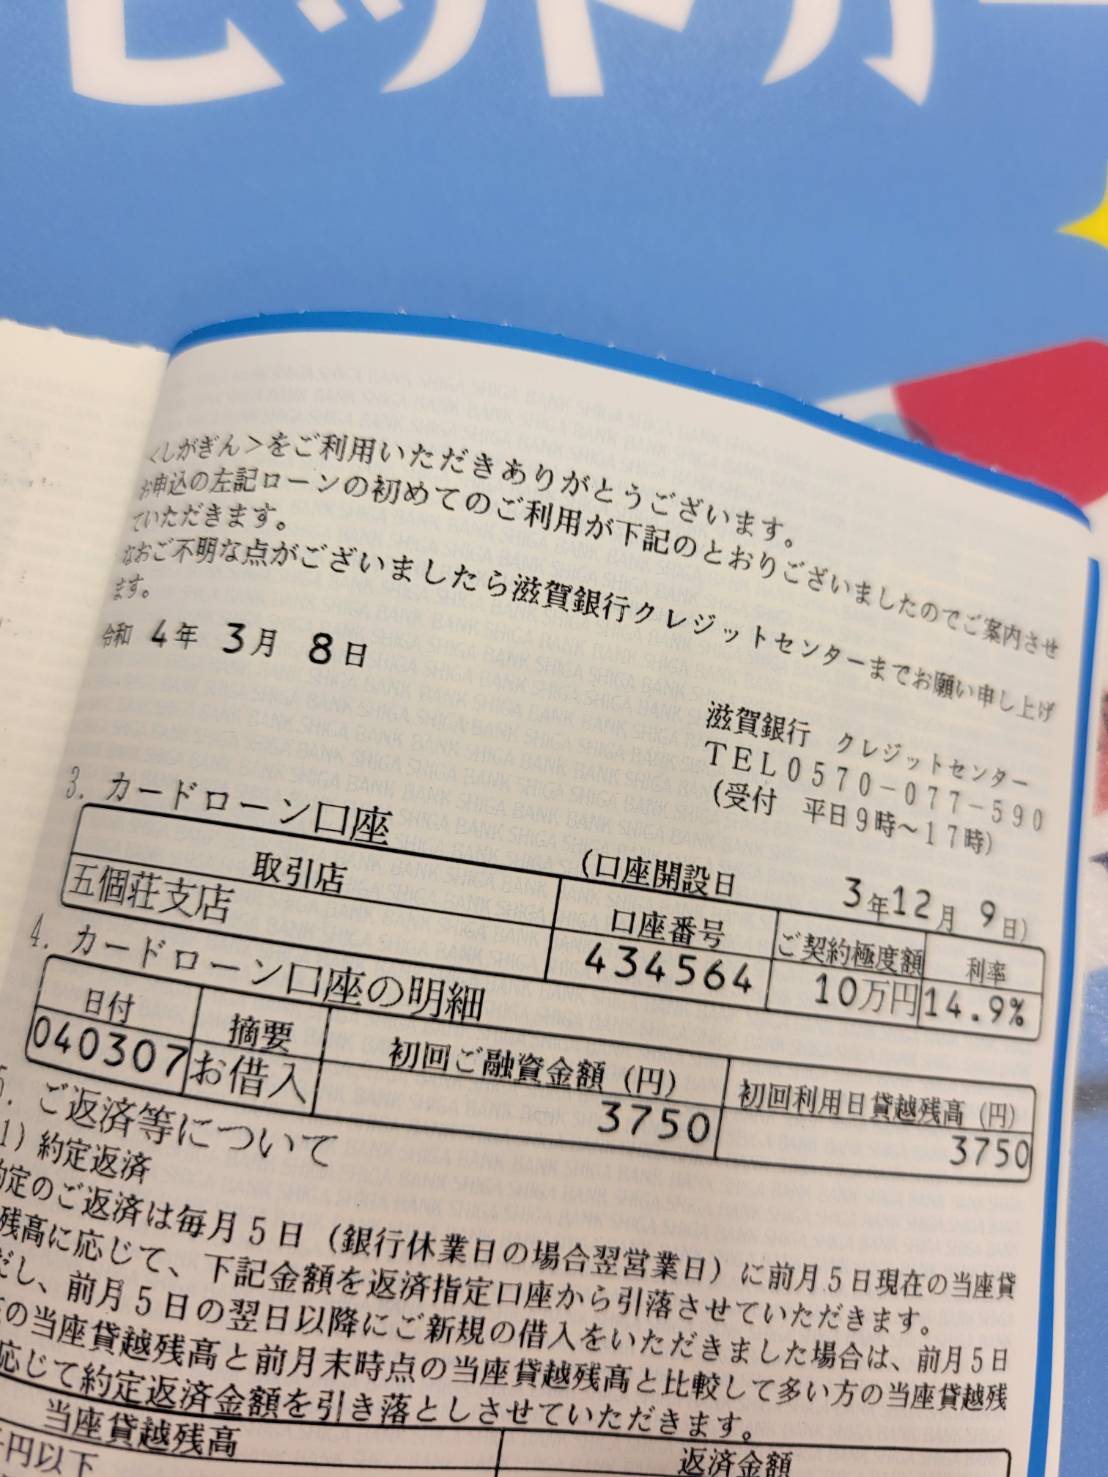 ビットカー
<しがぎん>をご利用いただきありがとうございます。
お申込の左記ローンの初めてのご利用が下記のとおりございましたのでご案内させ
ていただきます。
なおご不明な点がございましたら滋賀銀行クレジットセンターまでお願い申し上げ
ます。
令和 4年 3月 8日
滋賀銀行 クレジットセンター
TEL0570-077-590
(受付 平日9時~17時)
3. カードローン口座
(口座開設日 3年12月 9日)
取引店 口座番号 ご契約極度額 利率
五個荘支店 434564 10万円 14.9%
4. カードローン口座の明細
日付 摘要 初回ご融資金額 (円) 初回利用日貸越残高 (円)
040307 お借入 3750 3750
5. ご返済等について
1) 約定返済
約定のご返済は毎月5日 (銀行休業日の場合翌営業日) に前月5日現在の当座貸
残高に応じて、下記金額を返済指定口座から引落させていただきます。
だし、前月5日の翌日以降にご新規の借入をいただきました場合は、前月5日
の当座貸越残高と前月末時点の当座貸越残高と比較して多い方の当座貸越残
応じて約定返済金額を引き落としさせていただきます。
当座貸越残高 返済金額
千円以下